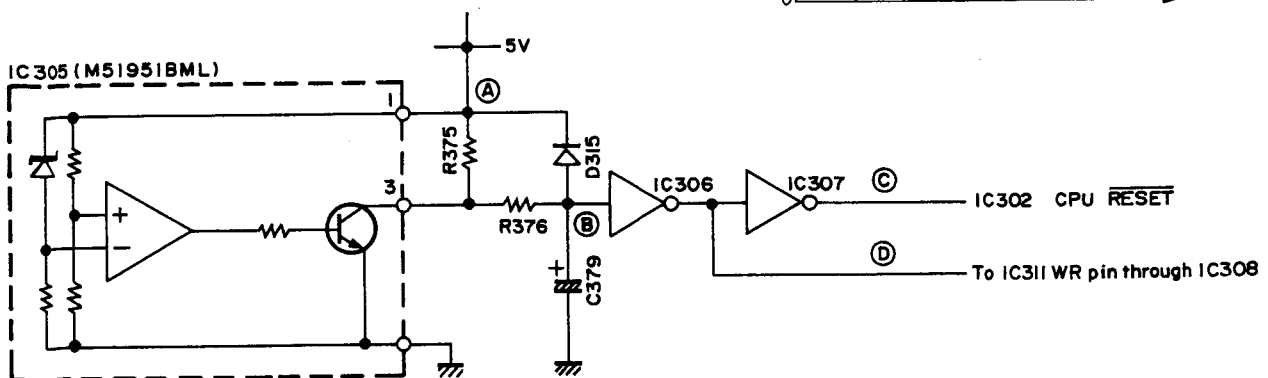 5V
IC305(M51951BML)
A
1
R375
D315
3
IC306
IC307
C
IC302 CPU RESET
+
−
R376
B
+
C379
D
To IC311 WR pin through IC308